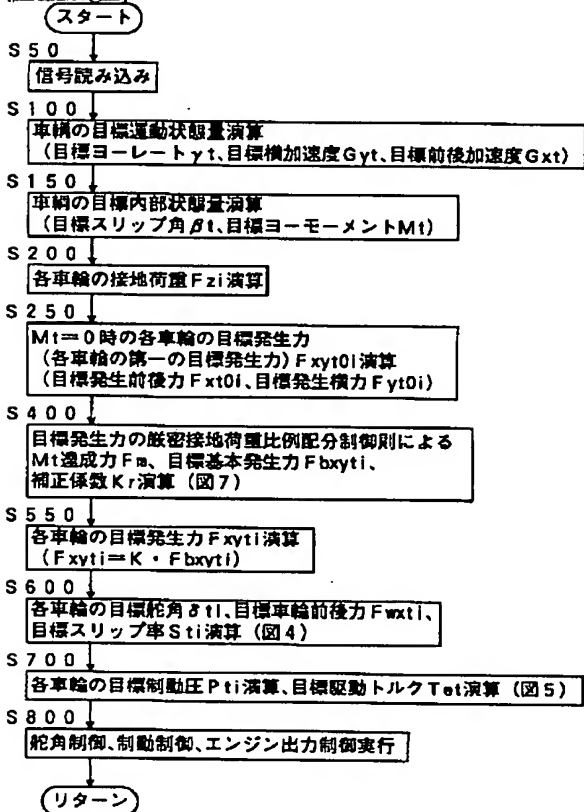 スタート
S50
信号読み込み
S100
車輌の目標運動状態量演算
(目標ヨーレートγt、目標横加速度Gyt、目標前後加速度Gxt)
S150
車輌の目標内部状態量演算
(目標スリップ角βt、目標ヨーモーメントMt)
S200
各車輪の接地荷重Fzi演算
S250
Mt=0時の各車輪の目標発生力
(各車輪の第一の目標発生力)Fxyt0i演算
(目標発生前後力Fxt0i、目標発生横力Fyt0i)
S400
目標発生力の厳密接地荷重比例配分制御則による
Mt達成力Fm、目標基本発生力Fbxyti、
補正係数Kr演算(図7)
S550
各車輪の目標発生力Fxyti演算
(Fxyti=K・Fbxyti)
S600
各車輪の目標舵角δti、目標車輪前後力Fwxti、
目標スリップ率Sti演算(図4)
S700
各車輪の目標制動圧Pti演算、目標駆動トルクTet演算(図5)
S800
舵角制御、制動制御、エンジン出力制御実行
リターン